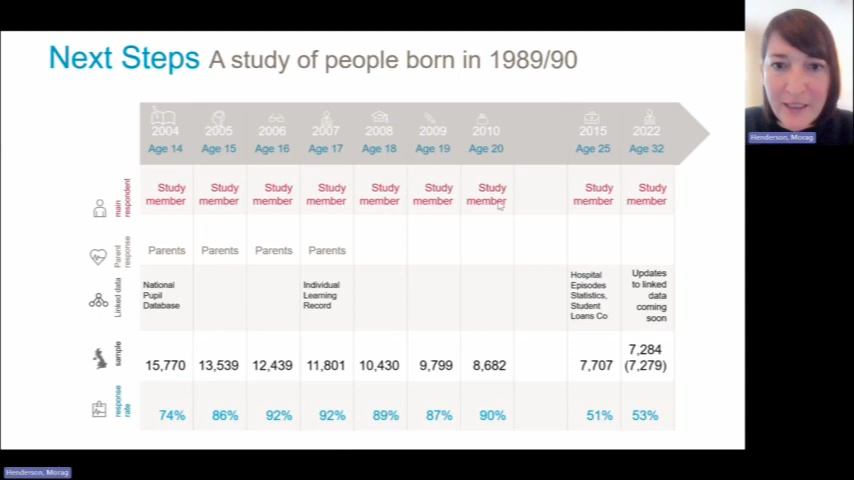 Next Steps A study of people born in 1989/90
2004 2005 2006 2007 2008 2009 2010 2015 2022
Age 14 Age 15 Age 16 Age 17 Age 18 Age 19 Age 20 Age 25 Age 32
main respondent
Study member Study member Study member Study member Study member Study member Study member Study member Study member
Parent response
Parents Parents Parents Parents
Linked data
National Pupil Database
Individual Learning Record
Hospital Episodes Statistics, Student Loans Co
Updates to linked data coming soon
sample
15,770 13,539 12,439 11,801 10,430 9,799 8,682 7,707 7,284 (7,279)
response rate
74% 86% 92% 92% 89% 87% 90% 51% 53%
Henderson, Morag
Henderson, Morag